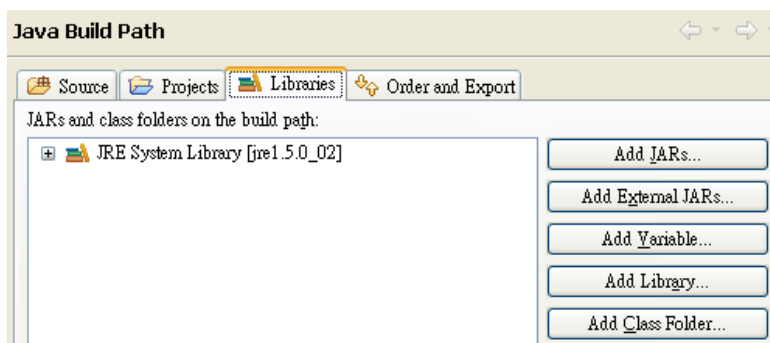 Java Build Path
Source Projects Libraries Order and Export
JARs and class folders on the build path:
JRE System Library [jre1.5.0_02]
Add JARs...
Add External JARs...
Add Variable...
Add Library...
Add Class Folder...